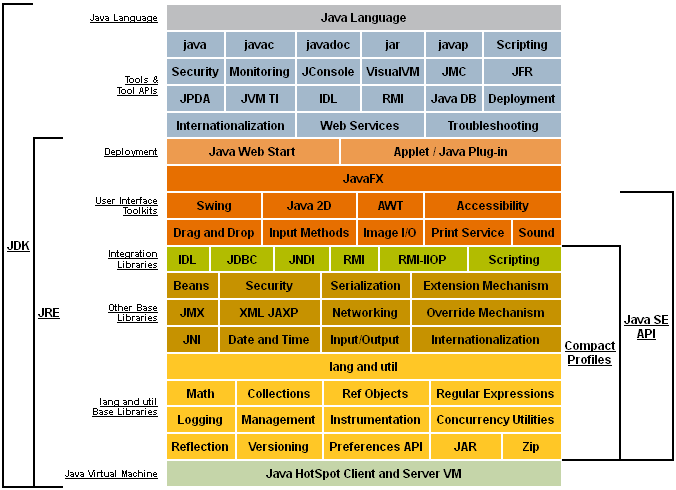 Java Language Java Language
java javac javadoc jar javap Scripting
Security Monitoring JConsole VisualVM JMC JFR
Tools &
Tool APIs
JPDA JVM TI IDL RMI Java DB Deployment
Internationalization Web Services Troubleshooting
Deployment Java Web Start Applet / Java Plug-in
JavaFX
User Interface
Toolkits
Swing Java 2D AWT Accessibility
Drag and Drop Input Methods Image I/O Print Service Sound
Integration
Libraries
IDL JDBC JNDI RMI RMI-IIOP Scripting
Beans Security Serialization Extension Mechanism
Other Base
Libraries
JMX XML JAXP Networking Override Mechanism
JNI Date and Time Input/Output Internationalization
lang and util
lang and util
Base Libraries
Math Collections Ref Objects Regular Expressions
Logging Management Instrumentation Concurrency Utilities
Reflection Versioning Preferences API JAR Zip
Java Virtual Machine Java HotSpot Client and Server VM
JDK
JRE
Compact
Profiles
Java SE
API